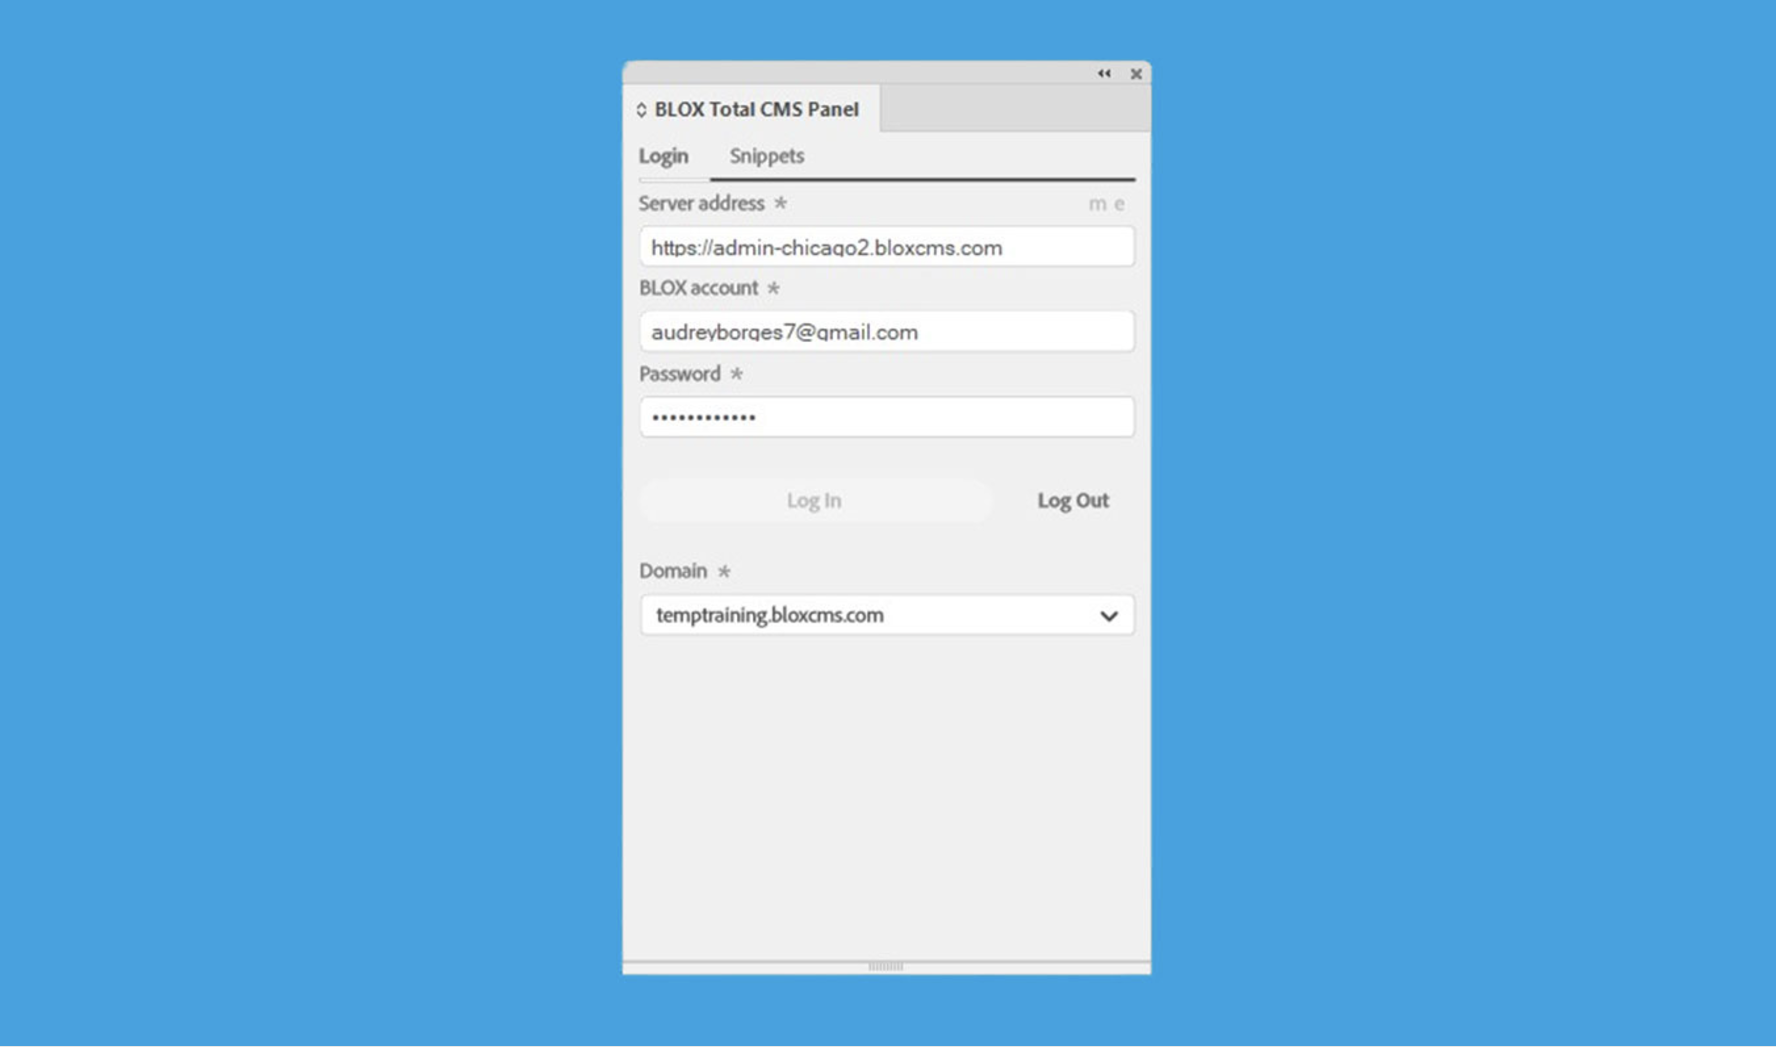 BLOX Total CMS Panel
Login Snippets
Server address * m e
https://admin-chicago2.bloxcms.com
BLOX account *
audreyborges7@gmail.com
Password *
••••••••••••
Log In Log Out
Domain *
temptraining.bloxcms.com